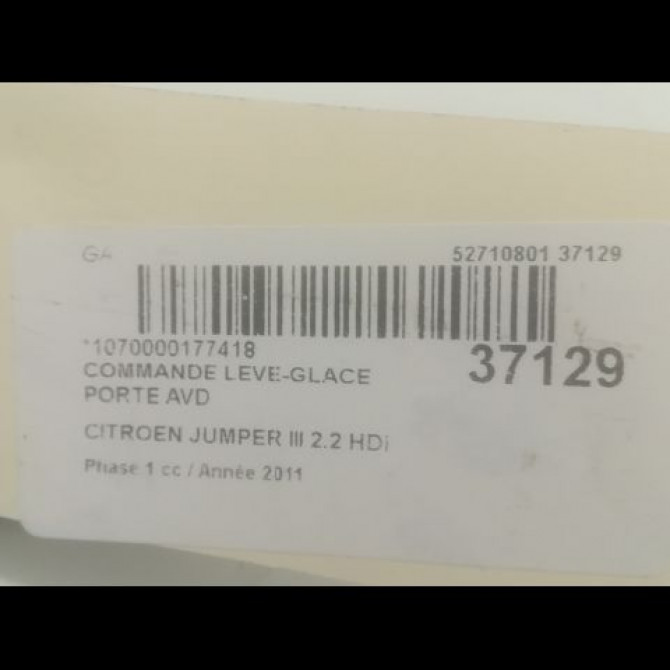 GA 52710801 37129
*1070000177418
37129
COMMANDE LEVE-GLACE
PORTE AVD
CITROEN JUMPER III 2.2 HDi
Phase 1 cc / Année 2011